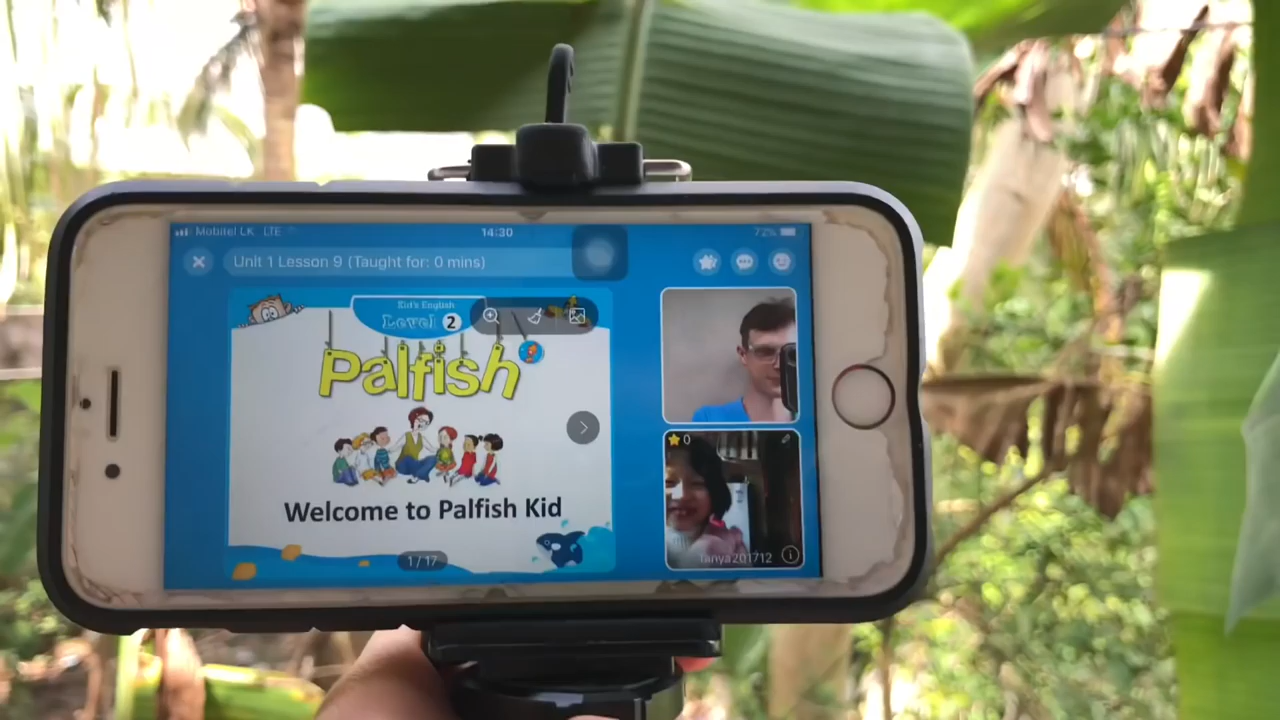 Mobitel LK LTE
14:30
72%
Unit 1 Lesson 9 (Taught for: 0 mins)
Kid's English
Level 2
Palfish
Welcome to Palfish Kid
1 / 17
0
Tanya201712